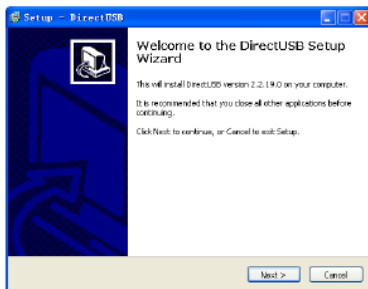 Setup - DirectUSB
Welcome to the DirectUSB Setup
Wizard
This will install DirectUSB version 2.2.19.0 on your computer.
It is recommended that you close all other applications before
continuing.
Click Next to continue, or Cancel to exit Setup.
Next >
Cancel